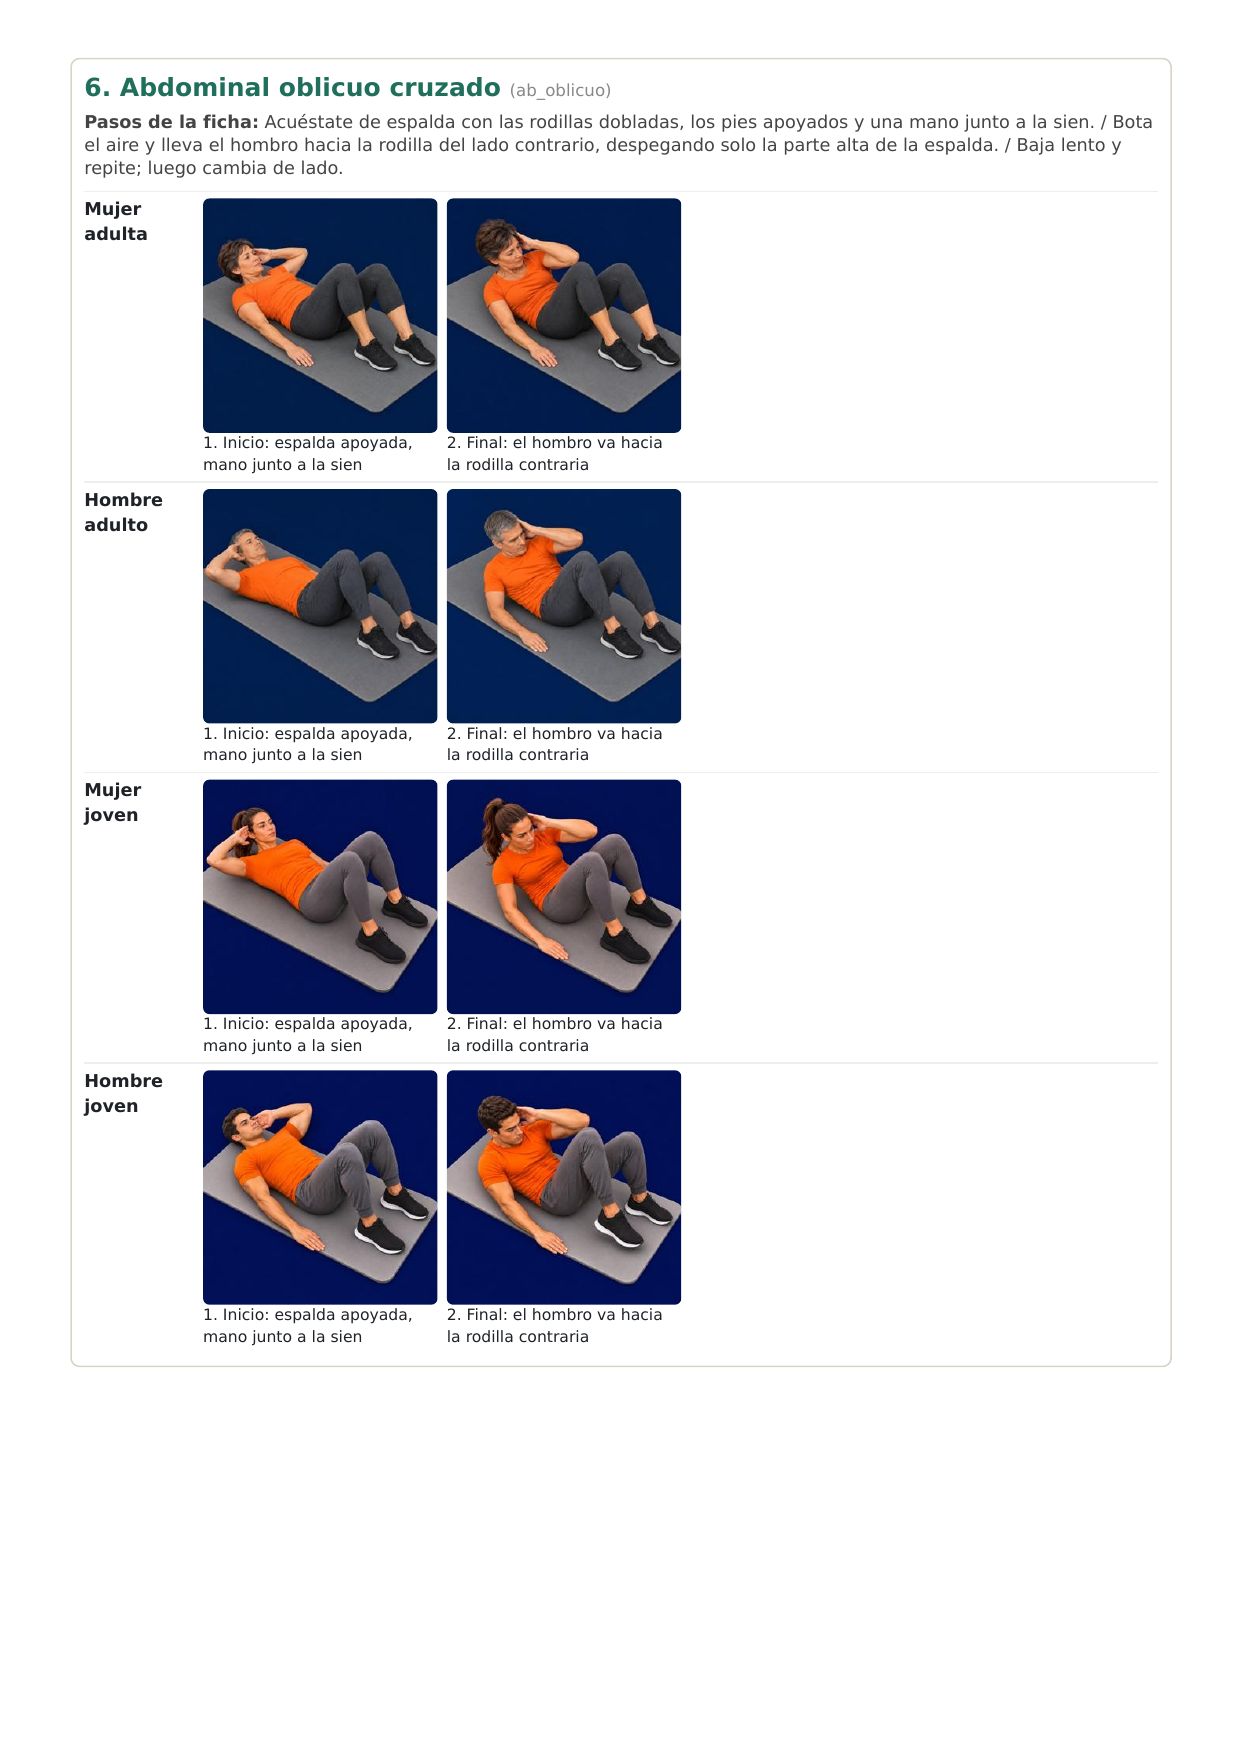 6. Abdominal oblicuo cruzado (ab_oblicuo)
Pasos de la ficha: Acuéstate de espalda con las rodillas dobladas, los pies apoyados y una mano junto a la sien. / Bota
el aire y lleva el hombro hacia la rodilla del lado contrario, despegando solo la parte alta de la espalda. / Baja lento y
repite; luego cambia de lado.
Mujer
adulta
1. Inicio: espalda apoyada,
mano junto a la sien
2. Final: el hombro va hacia
la rodilla contraria
Hombre
adulto
1. Inicio: espalda apoyada,
mano junto a la sien
2. Final: el hombro va hacia
la rodilla contraria
Mujer
joven
1. Inicio: espalda apoyada,
mano junto a la sien
2. Final: el hombro va hacia
la rodilla contraria
Hombre
joven
1. Inicio: espalda apoyada,
mano junto a la sien
2. Final: el hombro va hacia
la rodilla contraria